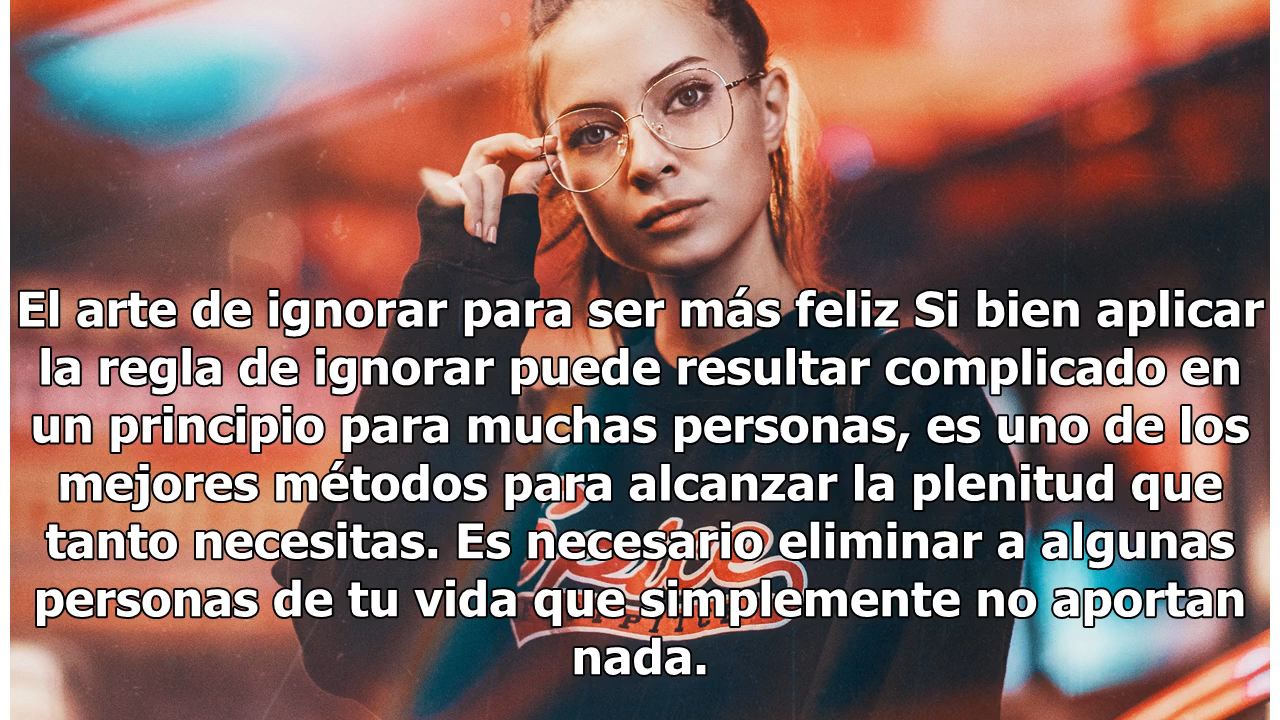 El arte de ignorar para ser más feliz Si bien aplicar
la regla de ignorar puede resultar complicado en
un principio para muchas personas, es uno de los
mejores métodos para alcanzar la plenitud que
tanto necesitas. Es necesario eliminar a algunas
personas de tu vida que simplemente no aportan
nada.